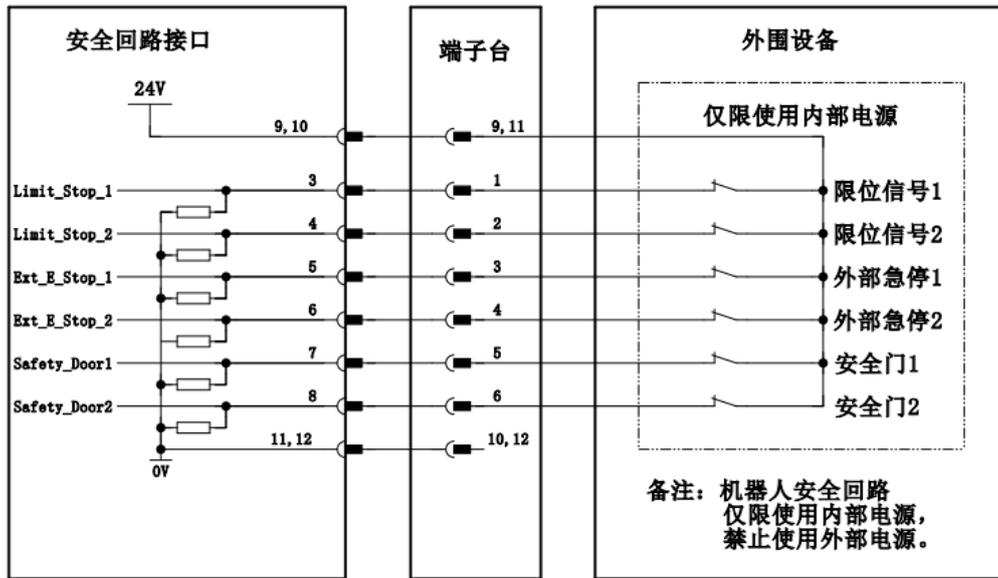 安全回路接口
端子台
外围设备
24V
仅限使用内部电源
9,10
9,11
Limit_Stop_1
3
1
限位信号1
Limit_Stop_2
4
2
限位信号2
Ext_E_Stop_1
5
3
外部急停1
Ext_E_Stop_2
6
4
外部急停2
Safety_Door1
7
5
安全门1
Safety_Door2
8
6
安全门2
11,12
10,12
0V
备注：机器人安全回路
仅限使用内部电源，
禁止使用外部电源。